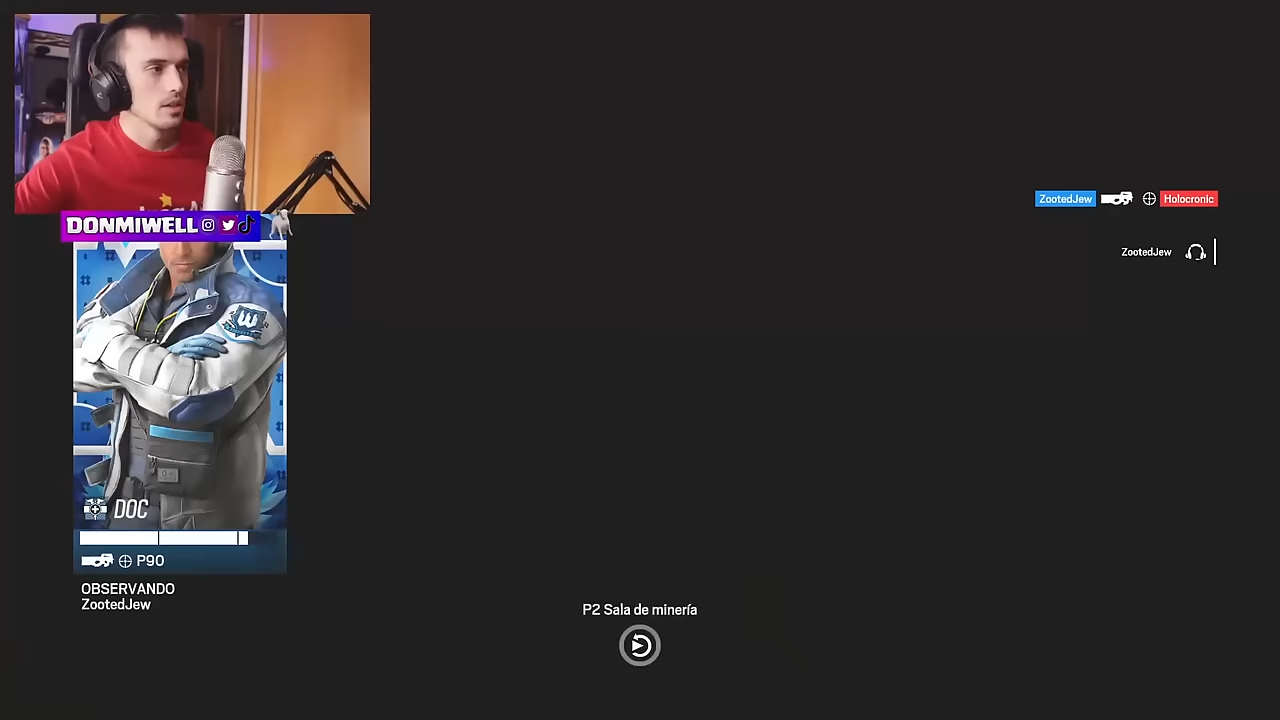 DONMIWELL
ZootedJew Holocronic
ZootedJew
DOC
P90
OBSERVANDO
ZootedJew
P2 Sala de minería